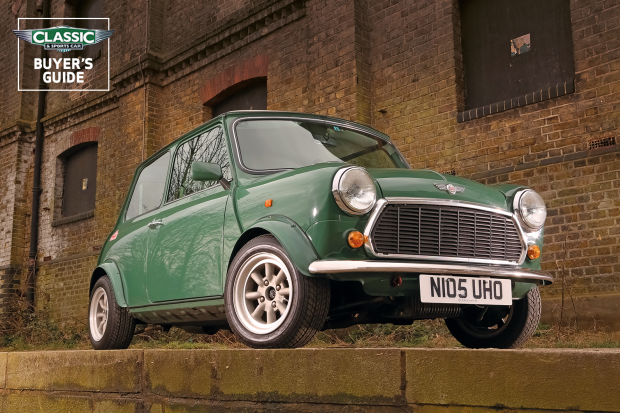 CLASSIC
& SPORTS CAR
BUYER'S
GUIDE
N105 UHO